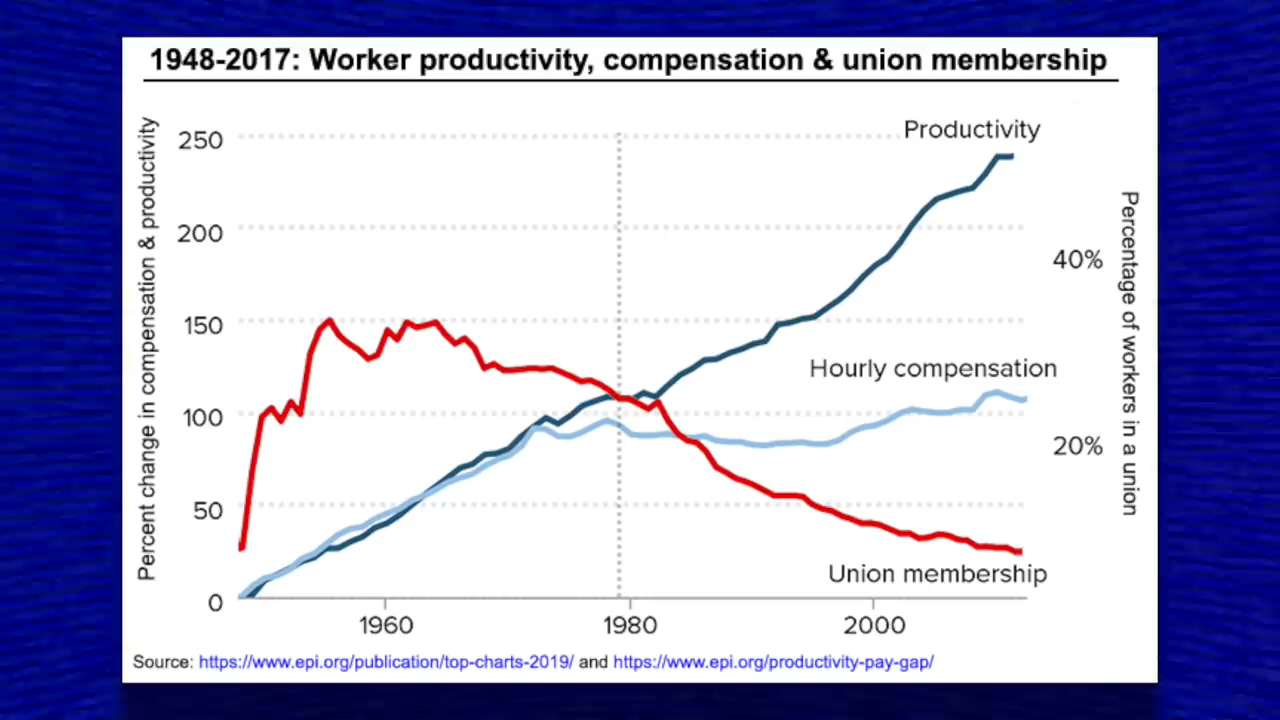 1948-2017: Worker productivity, compensation & union membership
Percent change in compensation & productivity
250
200
150
100
50
0
Productivity
Hourly compensation
Union membership
40%
20%
Percentage of workers in a union
1960
1980
2000
Source: https://www.epi.org/publication/top-charts-2019/ and https://www.epi.org/productivity-pay-gap/